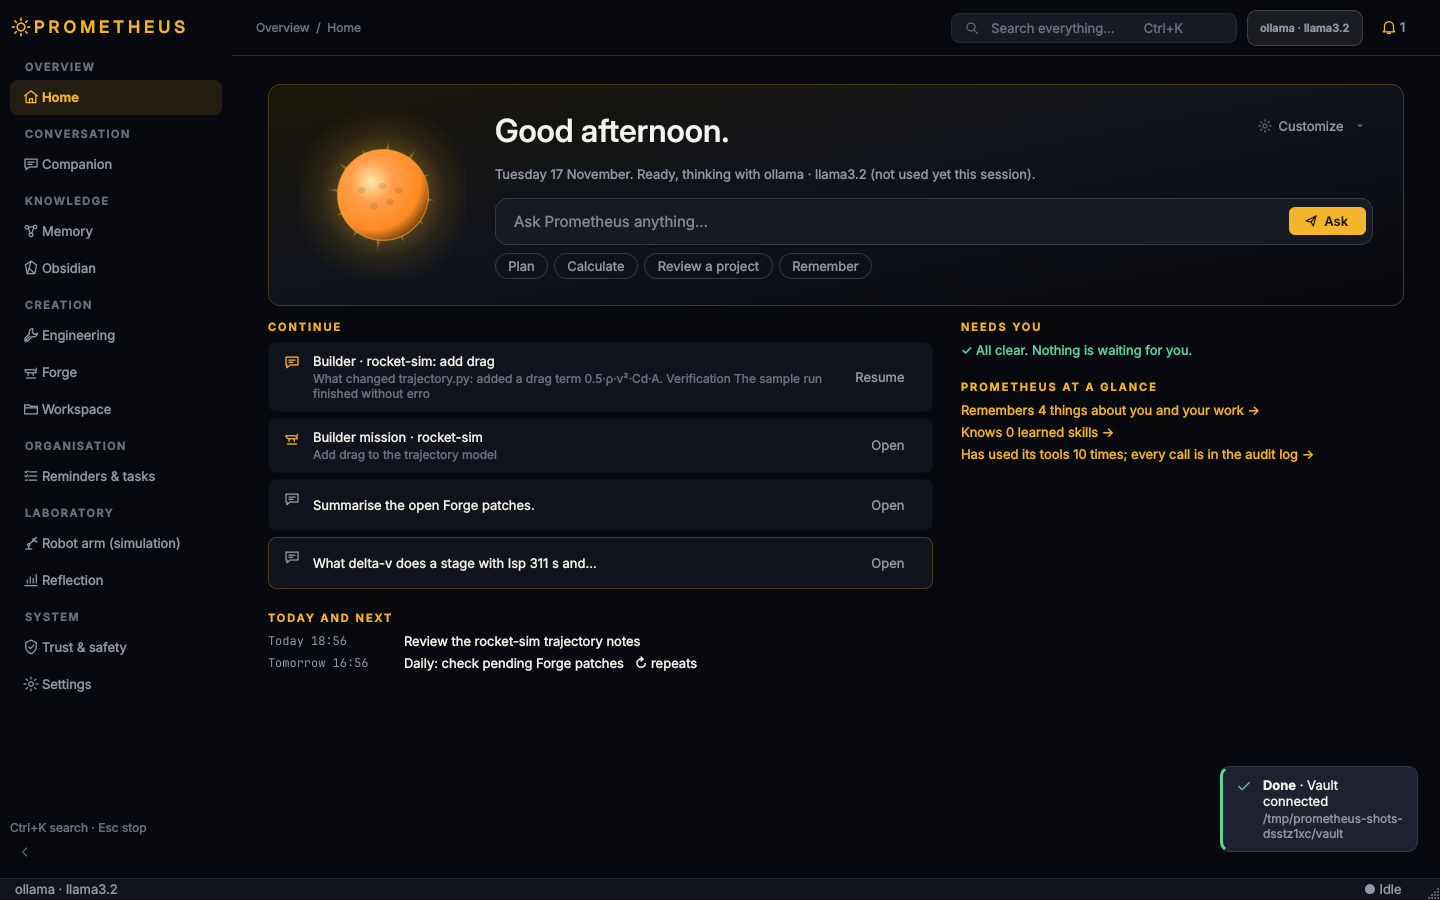 PROMETHEUS
Overview / Home
Search everything... Ctrl+K
ollama · llama3.2
1
OVERVIEW
Home
CONVERSATION
Companion
KNOWLEDGE
Memory
Obsidian
CREATION
Engineering
Forge
Workspace
ORGANISATION
Reminders & tasks
LABORATORY
Robot arm (simulation)
Reflection
SYSTEM
Trust & safety
Settings
Ctrl+K search · Esc stop
Good afternoon.
Customize
Tuesday 17 November. Ready, thinking with ollama · llama3.2 (not used yet this session).
Ask Prometheus anything...
Ask
Plan
Calculate
Review a project
Remember
CONTINUE
Builder · rocket-sim: add drag
What changed trajectory.py: added a drag term 0.5·ρ·v²·Cd·A. Verification The sample run
finished without erro
Resume
Builder mission · rocket-sim
Add drag to the trajectory model
Open
Summarise the open Forge patches.
Open
What delta-v does a stage with Isp 311 s and...
Open
TODAY AND NEXT
Today 18:56 Review the rocket-sim trajectory notes
Tomorrow 16:56 Daily: check pending Forge patches ↻ repeats
NEEDS YOU
✓ All clear. Nothing is waiting for you.
PROMETHEUS AT A GLANCE
Remembers 4 things about you and your work →
Knows 0 learned skills →
Has used its tools 10 times; every call is in the audit log →
Done · Vault
connected
/tmp/prometheus-shots-
dsstz1xc/vault
ollama · llama3.2
Idle